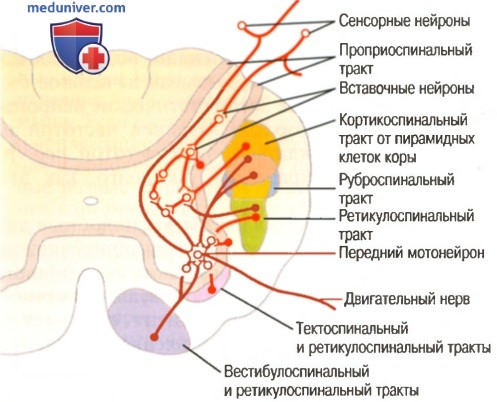 meduniver.com
Сенсорные нейроны
Проприоспинальный
тракт
Вставочные нейроны
Кортикоспинальный
тракт от пирамидных
клеток коры
Руброспинальный
тракт
Ретикулоспинальный
тракт
Передний мотонейрон
Двигательный нерв
Тектоспинальный
и ретикулоспинальный тракты
Вестибулоспинальный
и ретикулоспинальный тракты